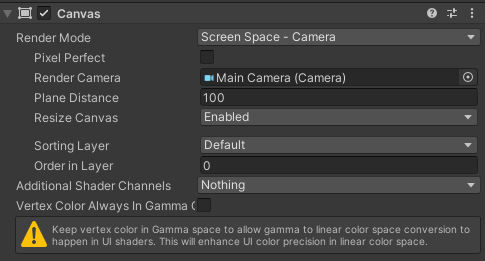 Canvas
Render Mode
Screen Space - Camera
Pixel Perfect
Render Camera
Main Camera (Camera)
Plane Distance
100
Resize Canvas
Enabled
Sorting Layer
Default
Order in Layer
0
Additional Shader Channels
Nothing
Vertex Color Always In Gamma
Keep vertex color in Gamma space to allow gamma to linear color space conversion to
happen in UI shaders. This will enhance UI color precision in linear color space.